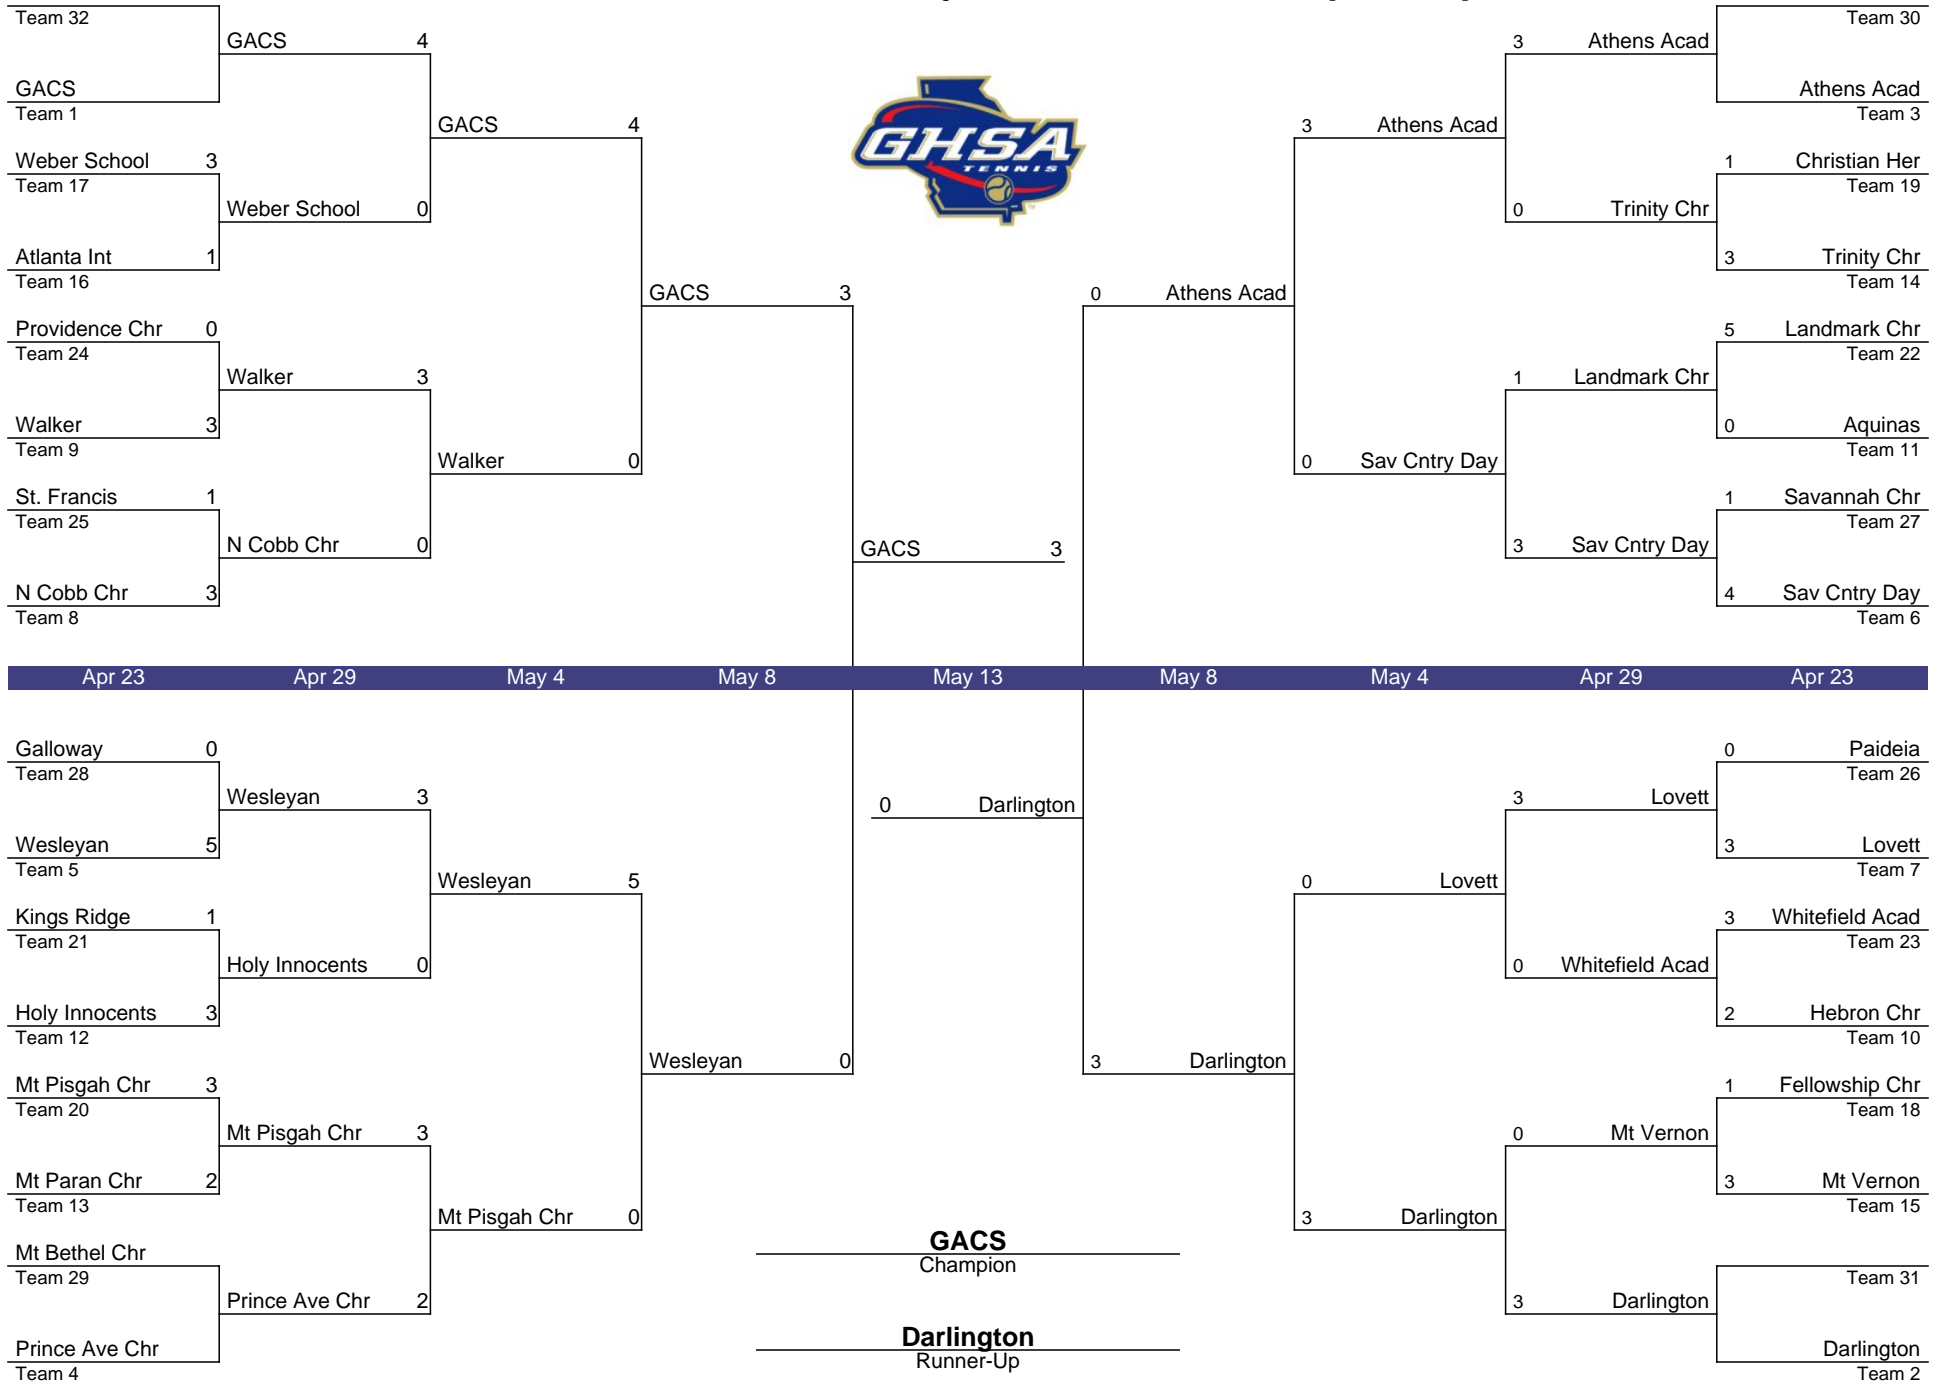 Team 32
GACS 4
GACS
Team 1
GACS 4
Weber School 3
Team 17
Weber School 0
Atlanta Int 1
Team 16
GACS 3
Providence Chr 0
Team 24
Walker 3
Walker 3
Team 9
Walker 0
St. Francis 1
Team 25
N Cobb Chr 0
N Cobb Chr 3
Team 8
GHSA
TENNIS
GACS 3
Team 30
3 Athens Acad
Athens Acad
Team 3
3 Athens Acad
1 Christian Her
Team 19
0 Trinity Chr
3 Trinity Chr
Team 14
0 Athens Acad
5 Landmark Chr
Team 22
1 Landmark Chr
0 Aquinas
Team 11
0 Sav Cntry Day
1 Savannah Chr
Team 27
3 Sav Cntry Day
4 Sav Cntry Day
Team 6
Apr 23 Apr 29 May 4 May 8 May 13 May 8 May 4 Apr 29 Apr 23
Galloway 0
Team 28
Wesleyan 3
Wesleyan 5
Team 5
Wesleyan 5
Kings Ridge 1
Team 21
Holy Innocents 0
Holy Innocents 3
Team 12
Wesleyan 0
Mt Pisgah Chr 3
Team 20
Mt Pisgah Chr 3
Mt Paran Chr 2
Team 13
Mt Pisgah Chr 0
Mt Bethel Chr
Team 29
Prince Ave Chr 2
Prince Ave Chr
Team 4
0 Darlington
0 Paideia
Team 26
3 Lovett
3 Lovett
Team 7
0 Lovett
3 Whitefield Acad
Team 23
0 Whitefield Acad
2 Hebron Chr
Team 10
3 Darlington
1 Fellowship Chr
Team 18
0 Mt Vernon
3 Mt Vernon
Team 15
3 Darlington
Team 31
3 Darlington
Darlington
Team 2
GACS
Champion
Darlington
Runner-Up